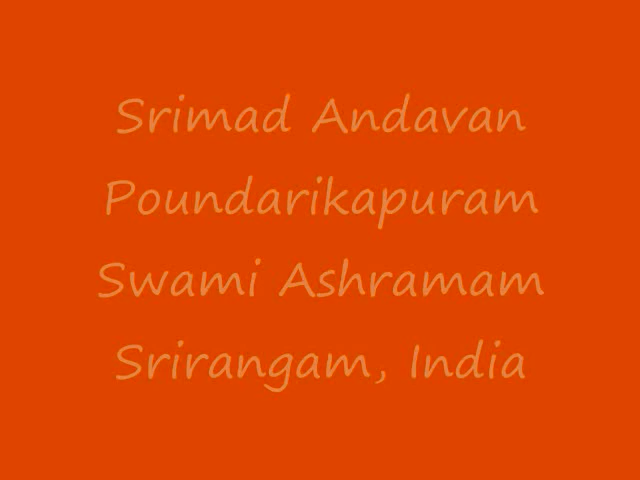 Srimad Andavan
Poundarikapuram
Swami Ashramam
Srirangam, India